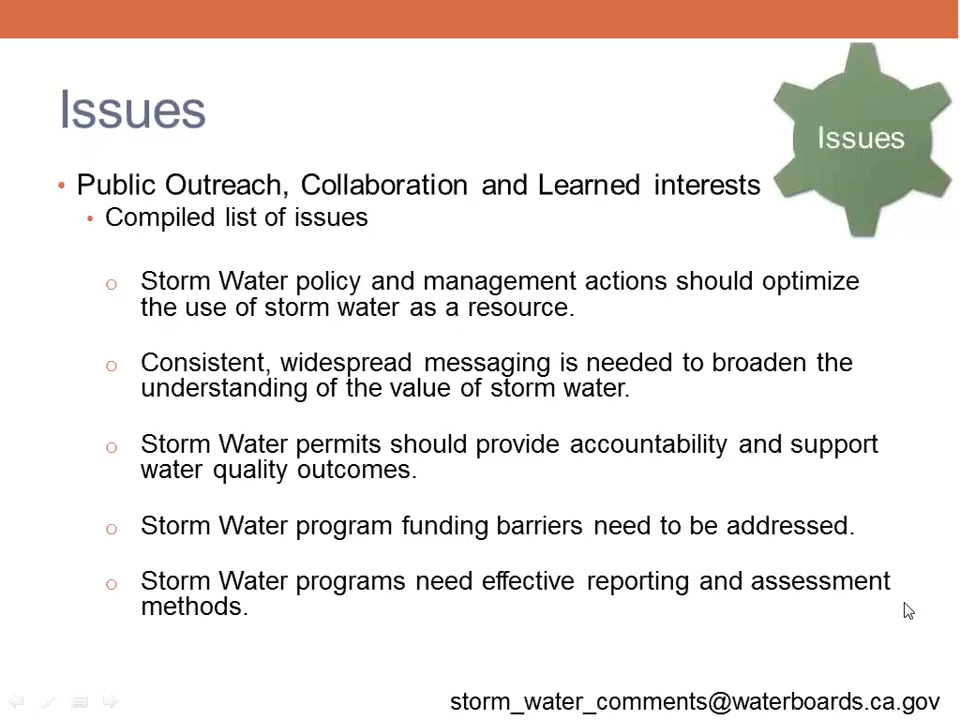 Issues
Issues
• Public Outreach, Collaboration and Learned interests
• Compiled list of issues
o Storm Water policy and management actions should optimize
the use of storm water as a resource.
o Consistent, widespread messaging is needed to broaden the
understanding of the value of storm water.
o Storm Water permits should provide accountability and support
water quality outcomes.
o Storm Water program funding barriers need to be addressed.
o Storm Water programs need effective reporting and assessment
methods.
storm_water_comments@waterboards.ca.gov